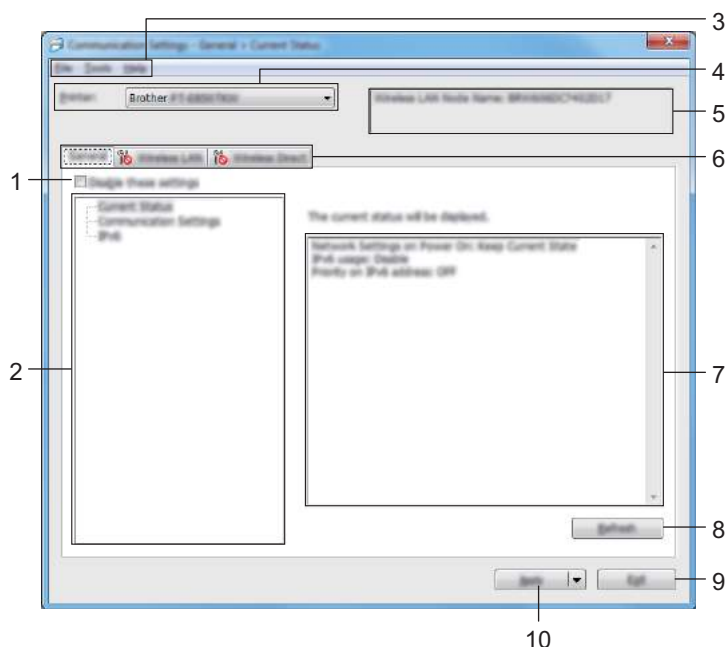 3
Communication Settings - General > Current Status
File Tools Help
4
Printer:
Brother
Wireless LAN Node Name:
5
General
Wireless LAN
Wireless Direct
6
1
Disable these settings
Current Status
Communication Settings
IPv6
The current status will be displayed.
Network Settings on Power On: Keep Current State
IPv6 usage: Disable
Priority on IPv6 address: OFF
2
7
Refresh
8
Apply
Exit
9
10